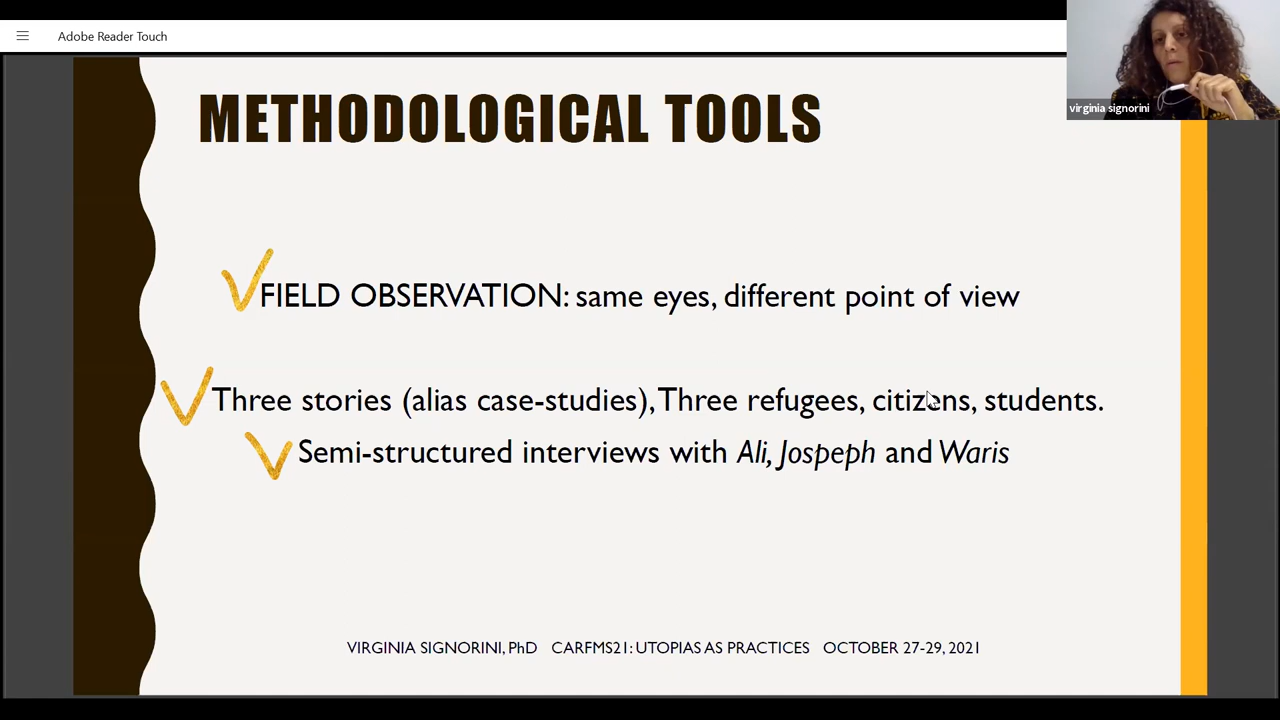 Adobe Reader Touch
virginia signorini
METHODOLOGICAL TOOLS
FIELD OBSERVATION: same eyes, different point of view
Three stories (alias case-studies), Three refugees, citizens, students.
Semi-structured interviews with Ali, Jospeph and Waris
VIRGINIA SIGNORINI, PhD CARFMS21: UTOPIAS AS PRACTICES OCTOBER 27-29, 2021